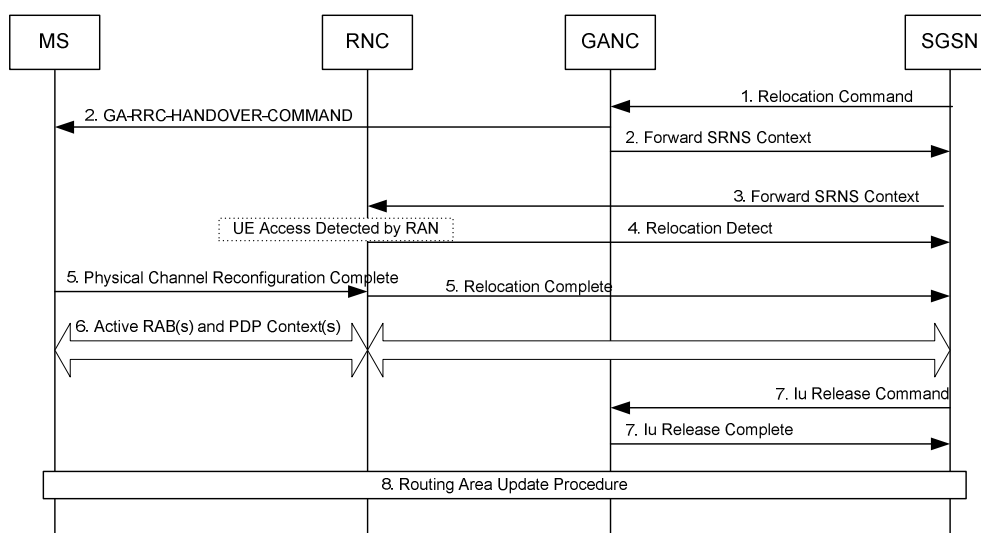 MS
RNC
GANC
SGSN
1. Relocation Command
2. GA-RRC-HANDOVER-COMMAND
2. Forward SRNS Context
3. Forward SRNS Context
UE Access Detected by RAN
4. Relocation Detect
5. Physical Channel Reconfiguration Complete
5. Relocation Complete
6. Active RAB(s) and PDP Context(s)
7. Iu Release Command
7. Iu Release Complete
8. Routing Area Update Procedure